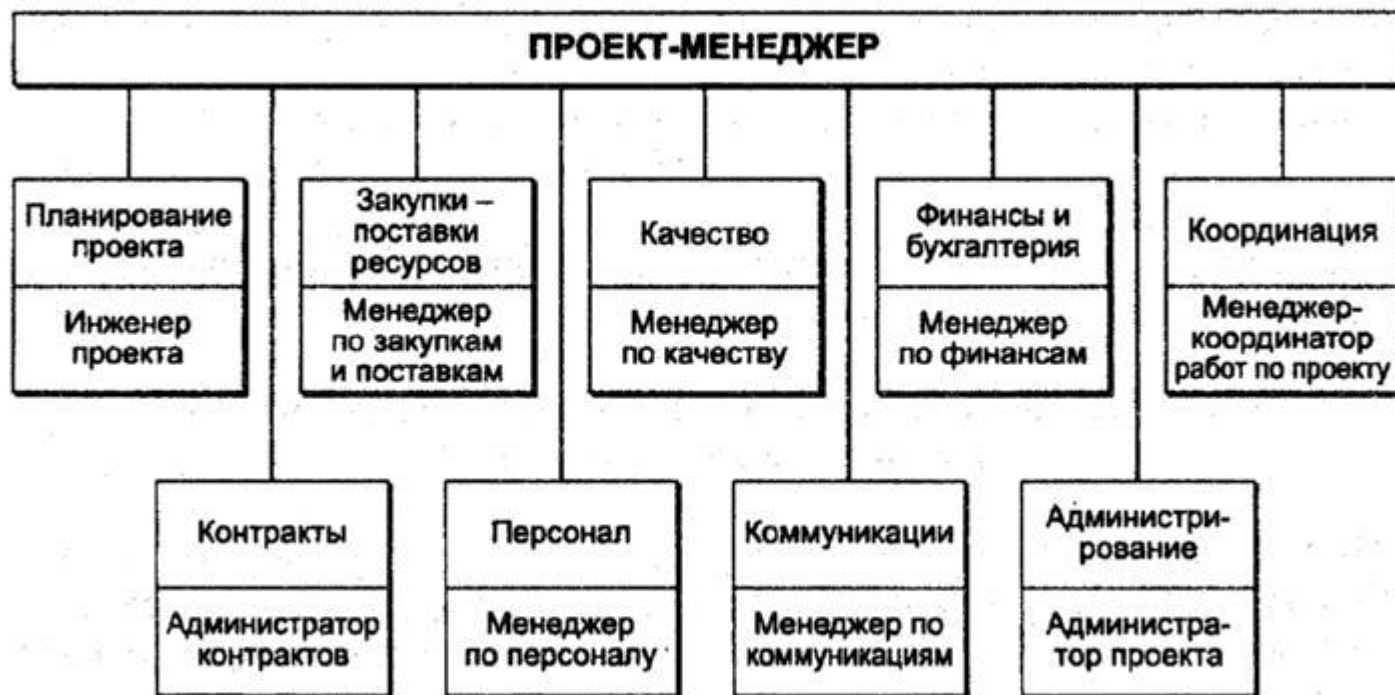 ПРОЕКТ-МЕНЕДЖЕР
Планирование
проекта
Инженер
проекта
Закупки –
поставки
ресурсов
Менеджер
по закупкам
и поставкам
Качество
Менеджер
по качеству
Финансы и
бухгалтерия
Менеджер
по финансам
Координация
Менеджер-
координатор
работ по проекту
Контракты
Администратор
контрактов
Персонал
Менеджер
по персоналу
Коммуникации
Менеджер по
коммуникациям
Администри-
рование
Администра-
тор проекта